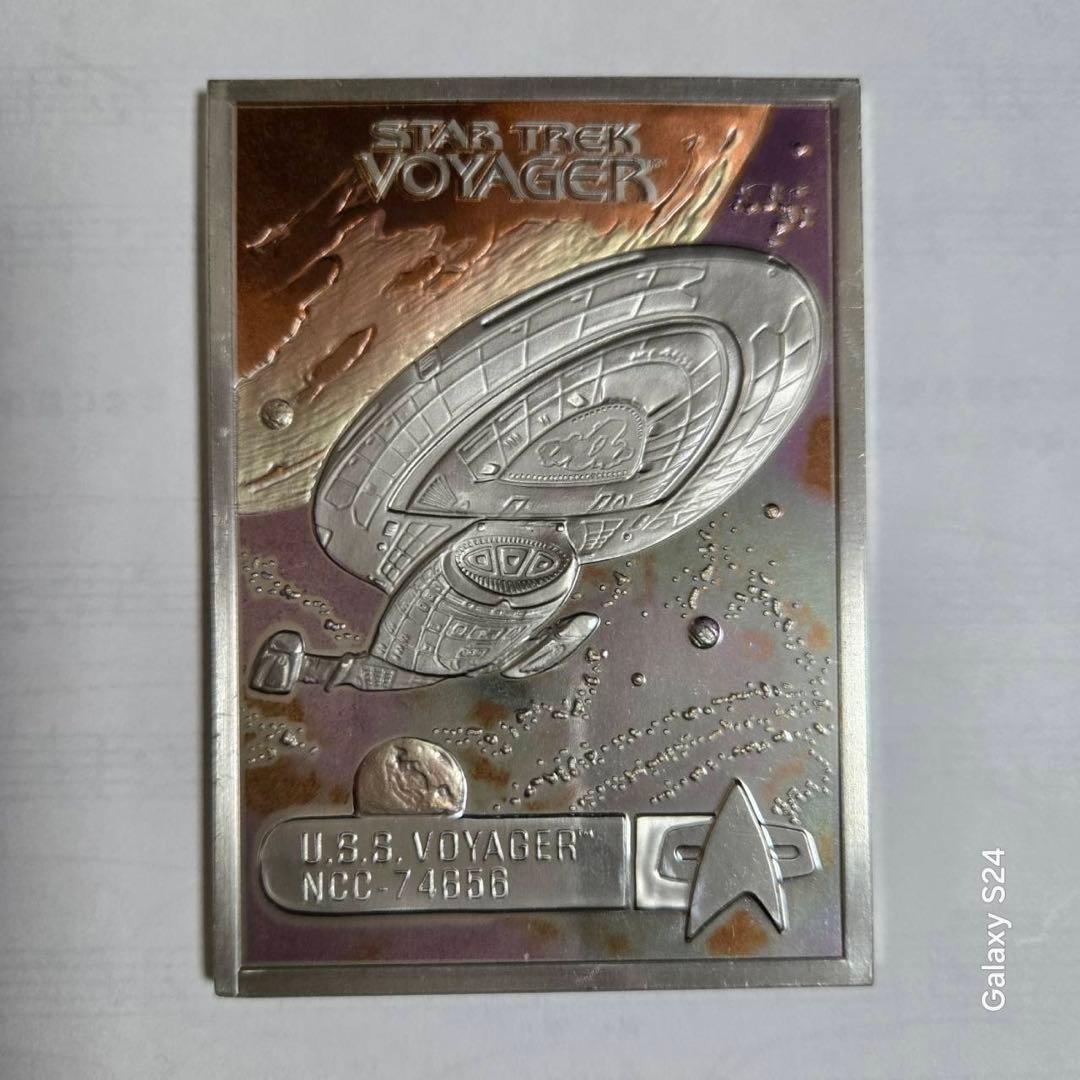 STAR TREK
VOYAGER™
U.S.S. VOYAGER™
NCC-74656
Galaxy S24